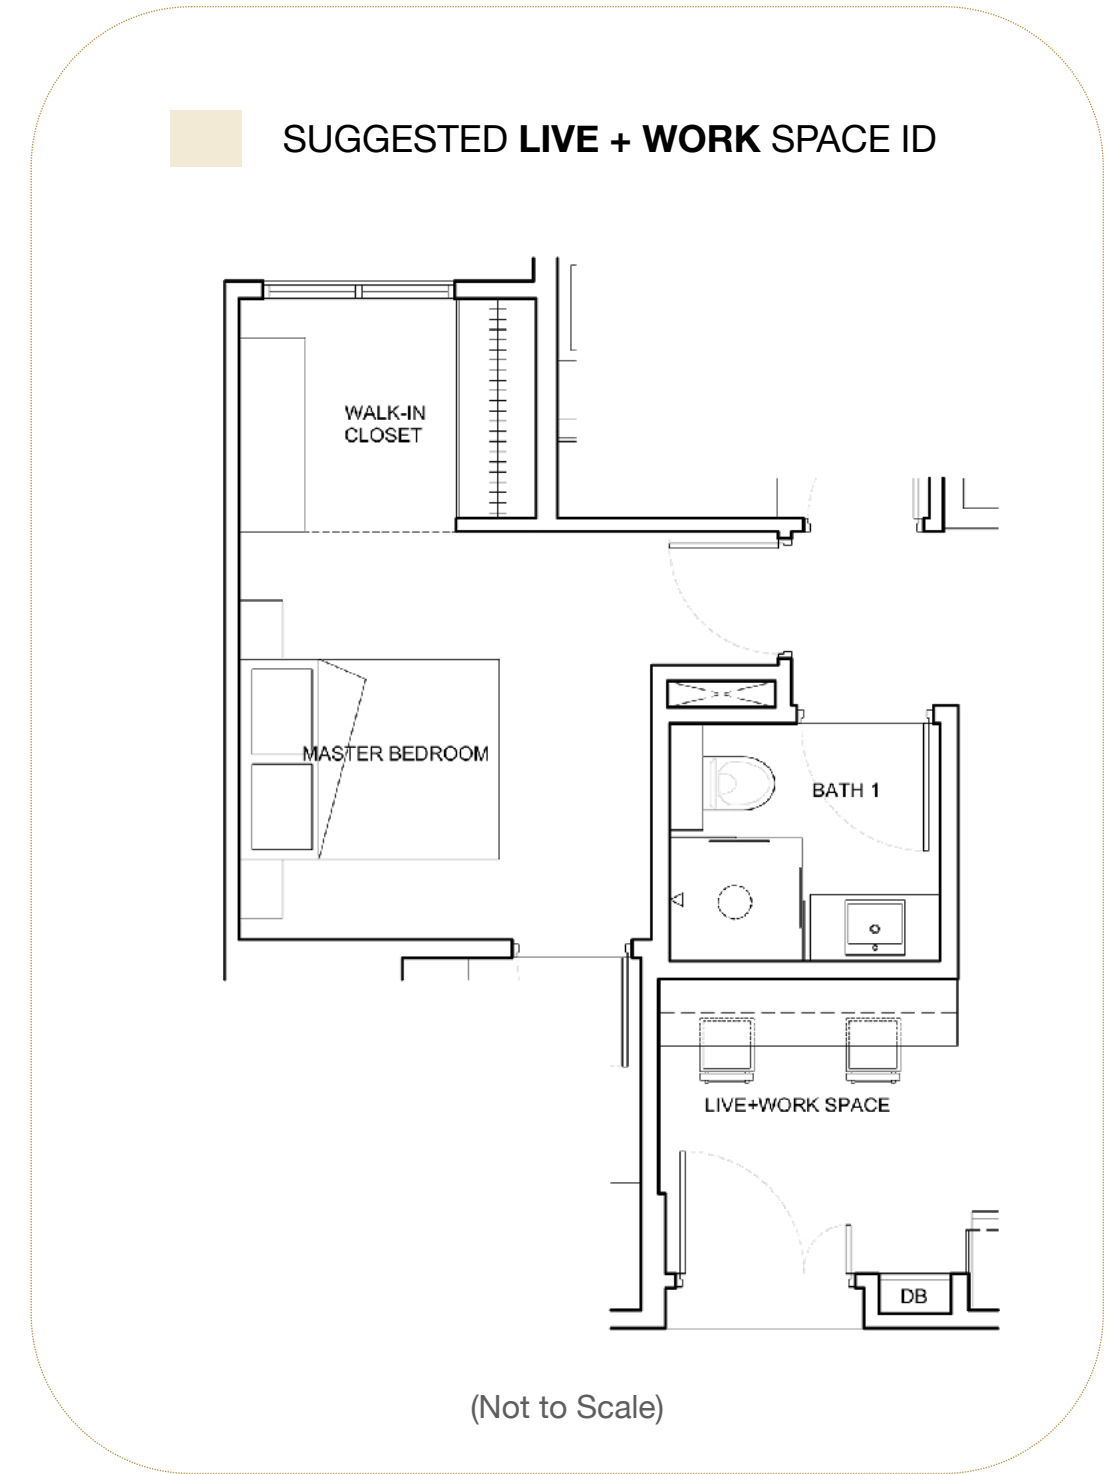 SUGGESTED LIVE + WORK SPACE ID
WALK-IN
CLOSET
MASTER BEDROOM
BATH 1
LIVE+WORK SPACE
DB
(Not to Scale)